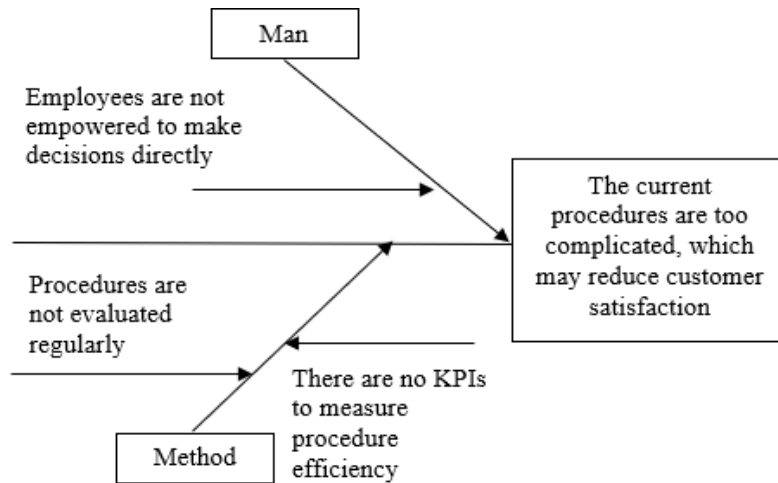 Man
Employees are not
empowered to make
decisions directly
The current
procedures are too
complicated, which
may reduce customer
satisfaction
Procedures are
not evaluated
regularly
There are no KPIs
to measure
procedure
efficiency
Method